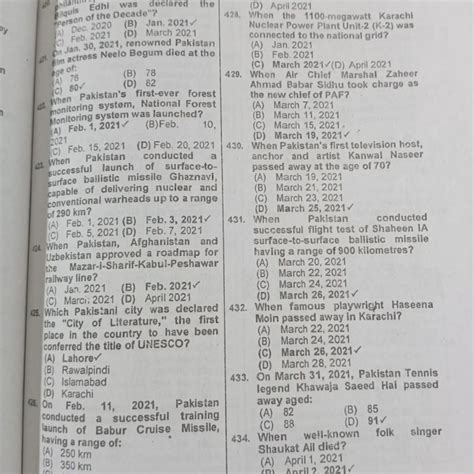 Bilquis Edhi was declared the
"Person of the Decade"?
(A) Dec. 2020 (B) Jan. 2021✓
(C) Feb. 2021 (D) March 2021
On Jan. 30, 2021, renowned Pakistan
film actress Neelo Begum died at the
age of:
(A) 76 (B) 78
(C) 80✓ (D) 82
When Pakistan's first-ever forest
monitoring system, National Forest
Monitoring system was launched?
(A) Feb. 1, 2021✓ (B)Feb. 10,
2021
(C) Feb. 15, 2021 (D) Feb. 20, 2021
When Pakistan conducted a
successful launch of surface-to-
surface ballistic missile Ghaznavi,
capable of delivering nuclear and
conventional warheads up to a range
of 290 km?
(A) Feb. 1, 2021 (B) Feb. 3, 2021✓
(C) Feb. 5, 2021 (D) Feb. 7, 2021
424. When Pakistan, Afghanistan and
Uzbekistan approved a roadmap for
the Mazar-i-Sharif-Kabul-Peshawar
railway line?
(A) Jan. 2021 (B) Feb. 2021✓
(C) March 2021 (D) April 2021
425. Which Pakistani city was declared
the "City of Literature," the first
place in the country to have been
conferred the title of UNESCO?
(A) Lahore✓
(B) Rawalpindi
(C) Islamabad
(D) Karachi
426. On Feb. 11, 2021, Pakistan
conducted a successful training
launch of Babur Cruise Missile,
having a range of:
(A) 250 km
(B) 350 km
(D) April 2021
428. When the 1100-megawatt Karachi
Nuclear Power Plant Unit-2 (K-2) was
connected to the national grid?
(A) Jan. 2021
(B) Feb. 2021
(C) March 2021✓(D) April 2021
429. When Air Chief Marshal Zaheer
Ahmad Babar Sidhu took charge as
the new chief of PAF?
(A) March 7, 2021
(B) March 11, 2021
(C) March 15, 2021
(D) March 19, 2021✓
430. When Pakistan's first television host,
anchor and artist Kanwal Naseer
passed away at the age of 70?
(A) March 19, 2021
(B) March 21, 2021
(C) March 23, 2021
(D) March 25, 2021✓
431. When Pakistan conducted
successful flight test of Shaheen IA
surface-to-surface ballistic missile
having a range of 900 kilometres?
(A) March 20, 2021
(B) March 22, 2021
(C) March 24, 2021
(D) March 26, 2021✓
432. When famous playwright Haseena
Moin passed away in Karachi?
(A) March 22, 2021
(B) March 24, 2021
(C) March 26, 2021✓
(D) March 28, 2021
433. On March 31, 2021, Pakistan Tennis
legend Khawaja Saeed Hai passed
away aged:
(A) 82 (B) 85
(C) 88 (D) 91✓
434. When well-known folk singer
Shaukat Ali died?
(A) April 1, 2021
(D) April 2, 2021✓